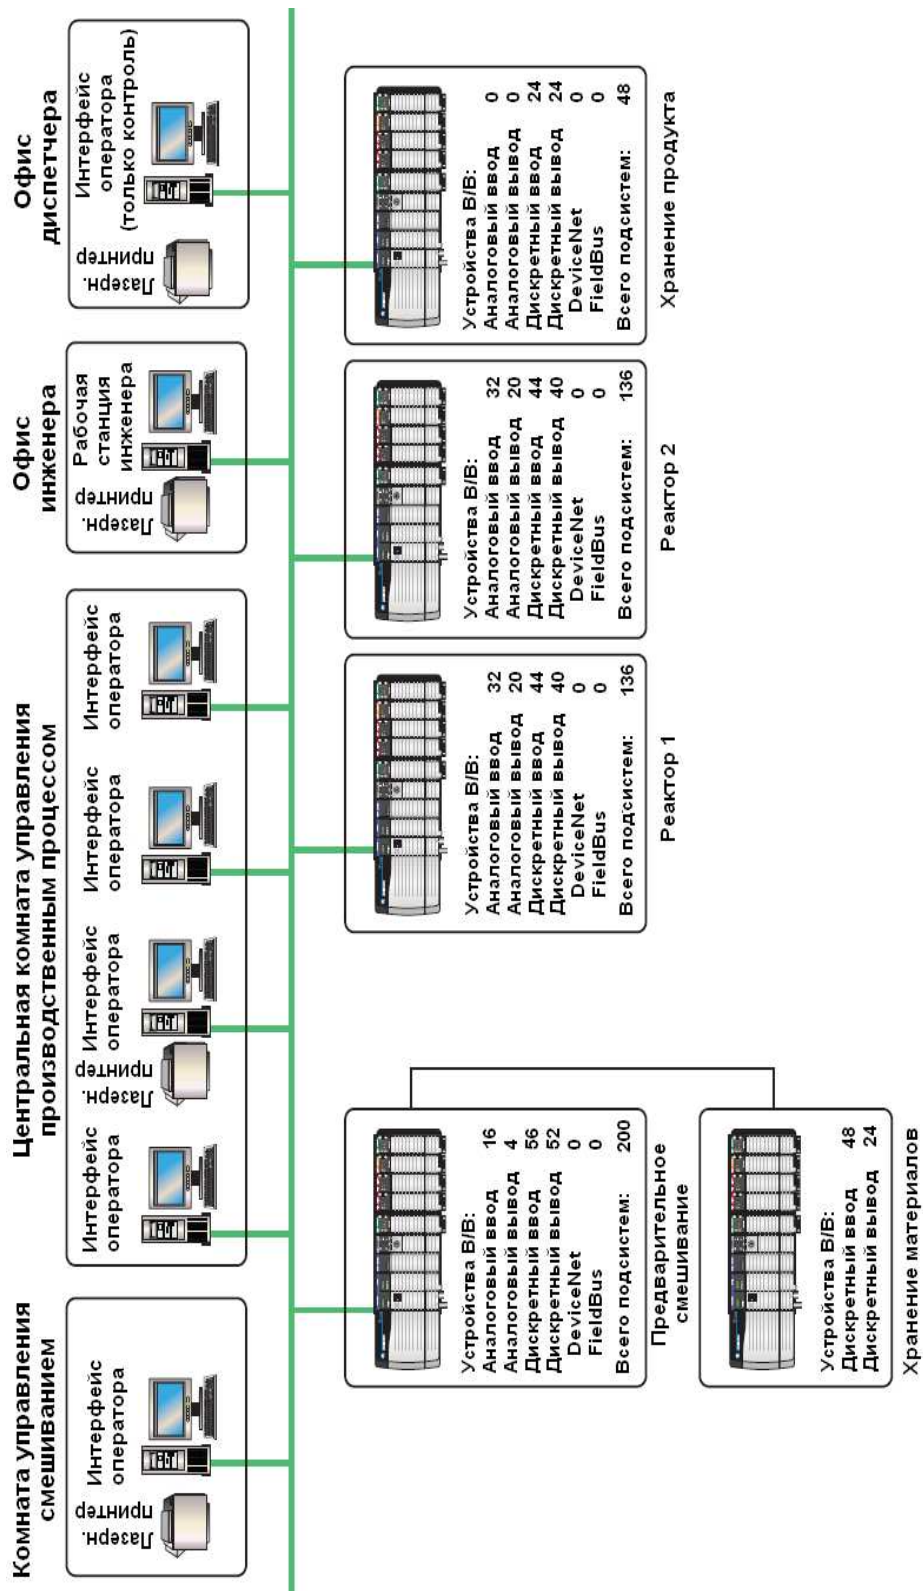 Комната управления
смешиванием
Лазерн.
принтер
Интерфейс
оператора
Центральная комната управления
производственным процессом
Интерфейс
оператора
Лазерн.
принтер
Интерфейс
оператора
Интерфейс
оператора
Интерфейс
оператора
Офис
инженера
Лазерн.
принтер
Рабочая
станция
инженера
Офис
диспетчера
Лазерн.
принтер
Интерфейс
оператора
(только контроль)
Устройства В/В:
Аналоговый ввод 16
Аналоговый вывод 4
Дискретный ввод 56
Дискретный вывод 52
DeviceNet 0
FieldBus 0
Всего подсистем: 200
Предварительное
смешивание
Устройства В/В:
Дискретный ввод 48
Дискретный вывод 24
Хранение материалов
Устройства В/В:
Аналоговый ввод 32
Аналоговый вывод 20
Дискретный ввод 44
Дискретный вывод 40
DeviceNet 0
FieldBus 0
Всего подсистем: 136
Реактор 1
Устройства В/В:
Аналоговый ввод 32
Аналоговый вывод 20
Дискретный ввод 44
Дискретный вывод 40
DeviceNet 0
FieldBus 0
Всего подсистем: 136
Реактор 2
Устройства В/В:
Аналоговый ввод 0
Аналоговый вывод 0
Дискретный ввод 24
Дискретный вывод 24
DeviceNet 0
FieldBus 0
Всего подсистем: 48
Хранение продукта